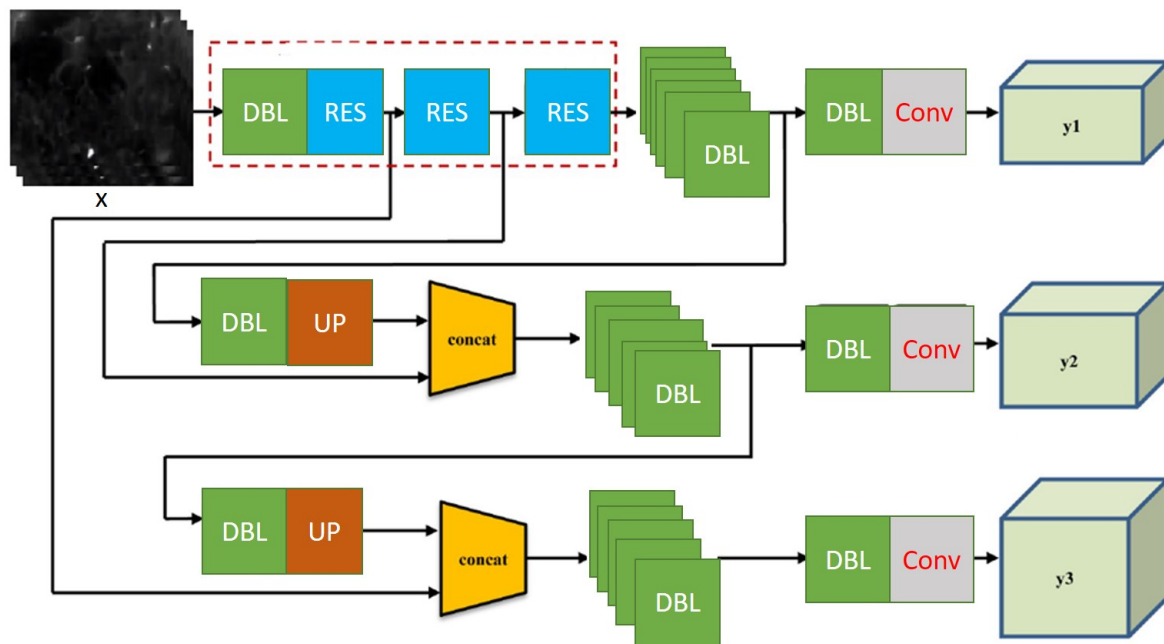 DBL RES RES RES DBL DBL Conv y1
x
DBL UP concat DBL DBL Conv y2
DBL UP concat DBL DBL Conv y3